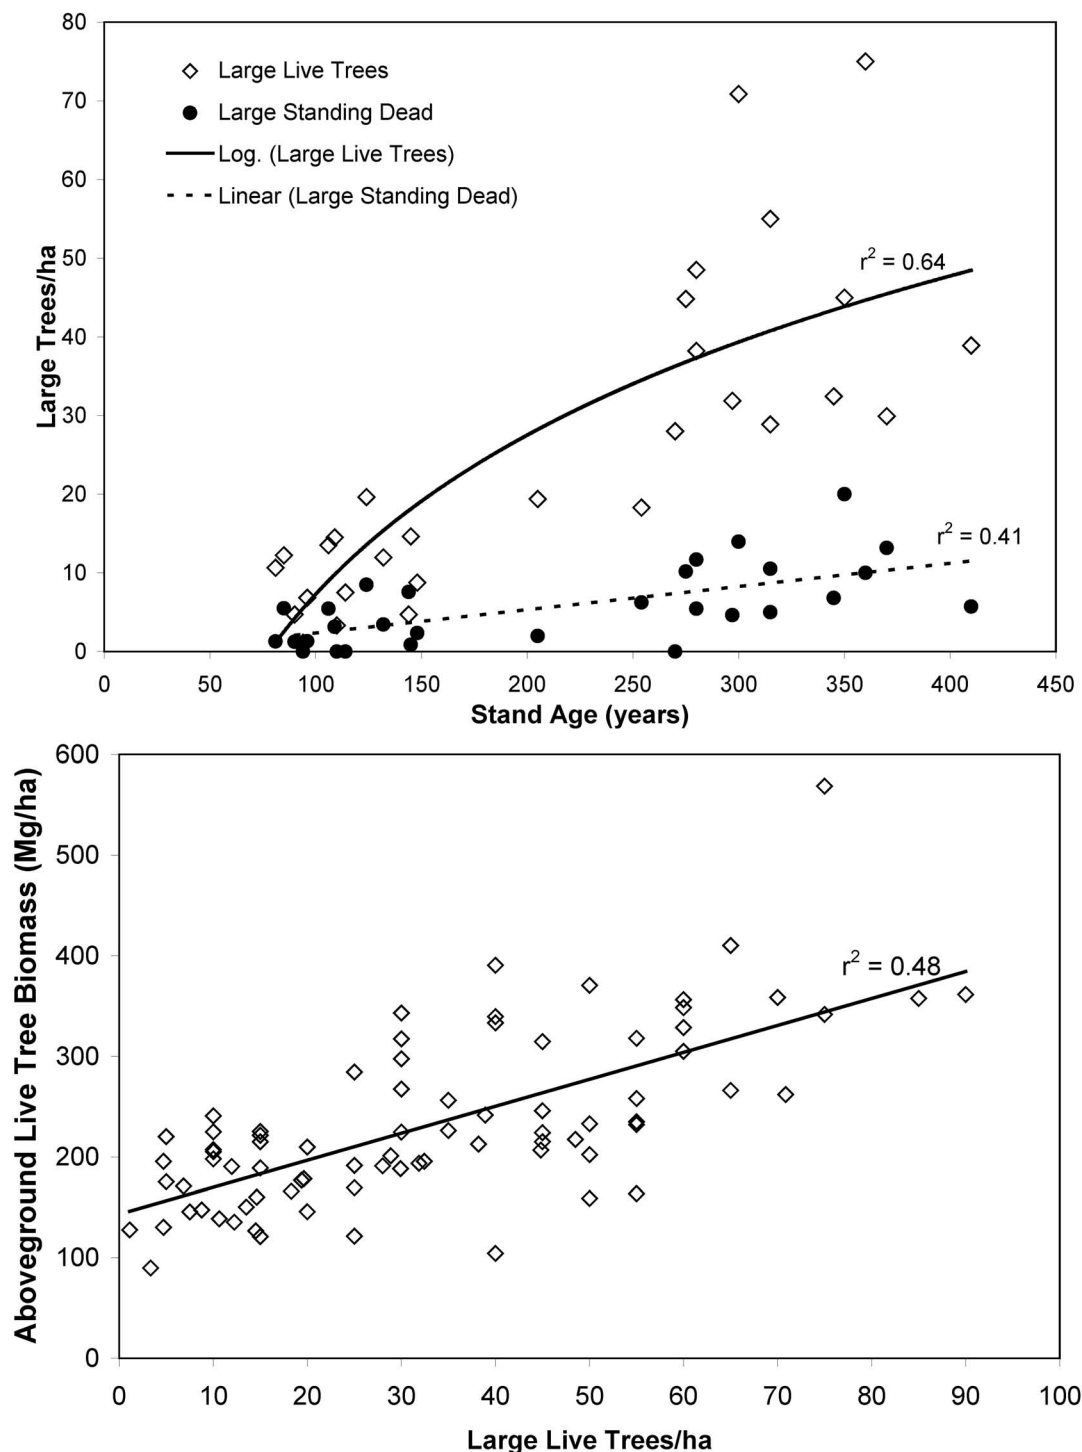 80
70
60
50
40
30
20
10
0
Large Trees/ha
Large Live Trees
Large Standing Dead
Log. (Large Live Trees)
Linear (Large Standing Dead)
r² = 0.64
r² = 0.41
0 50 100 150 200 250 300 350 400 450
Stand Age (years)
600
500
400
300
200
100
0
Aboveground Live Tree Biomass (Mg/ha)
r² = 0.48
0 10 20 30 40 50 60 70 80 90 100
Large Live Trees/ha